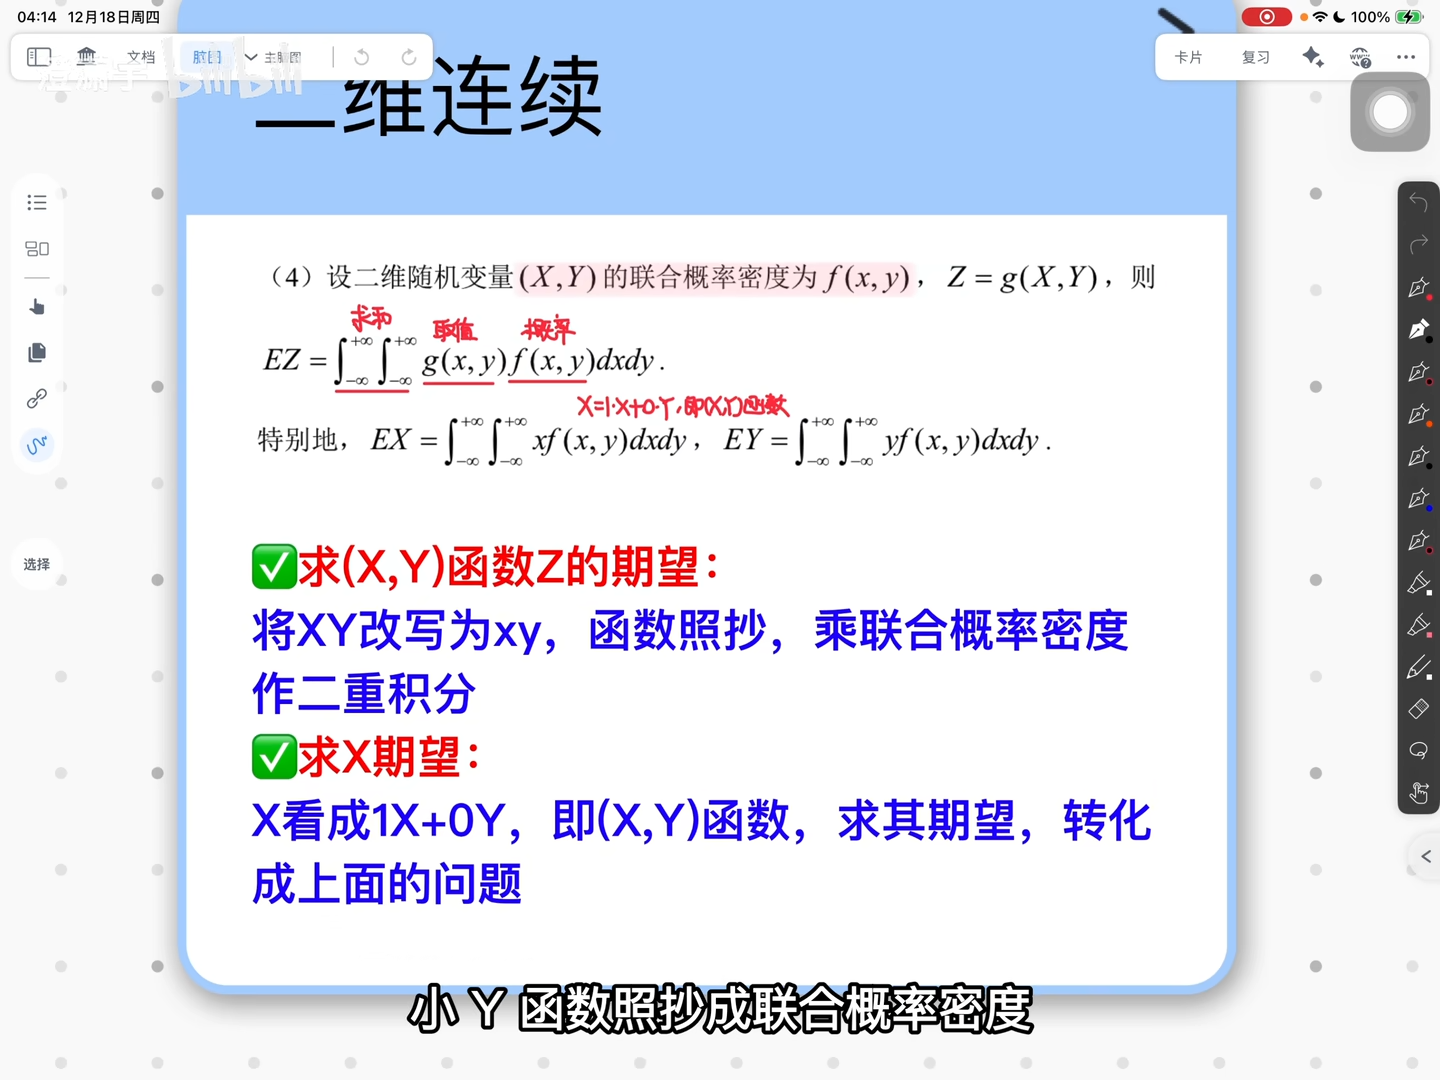 04:14 12月18日周四
100%
文档 脑图 主脑图
卡片 复习
bilibili
二维连续
（4）设二维随机变量(X,Y)的联合概率密度为f(x,y)，Z=g(X,Y)，则
求和 取值 概率
EZ=∫_{-∞}^{+∞}∫_{-∞}^{+∞}g(x,y)f(x,y)dxdy.
X=1·X+0·Y，即(X,Y)函数
特别地，EX=∫_{-∞}^{+∞}∫_{-∞}^{+∞}xf(x,y)dxdy，EY=∫_{-∞}^{+∞}∫_{-∞}^{+∞}yf(x,y)dxdy.
✅求(X,Y)函数Z的期望：
将XY改写为xy，函数照抄，乘联合概率密度
作二重积分
✅求X期望：
X看成1X+0Y，即(X,Y)函数，求其期望，转化
成上面的问题
选择
小 Y 函数照抄成联合概率密度